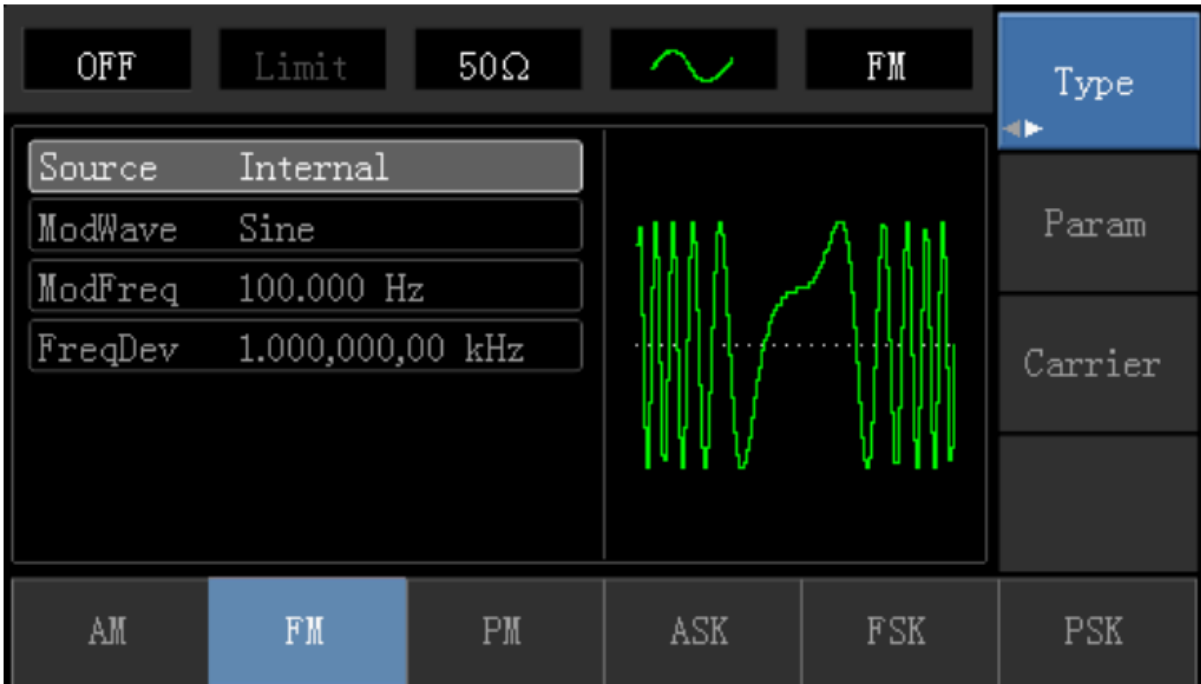 OFF Limit 50Ω FM
Type
Source Internal
ModWave Sine
ModFreq 100.000 Hz
FreqDev 1.000,000,00 kHz
Param
Carrier
AM FM PM ASK FSK PSK